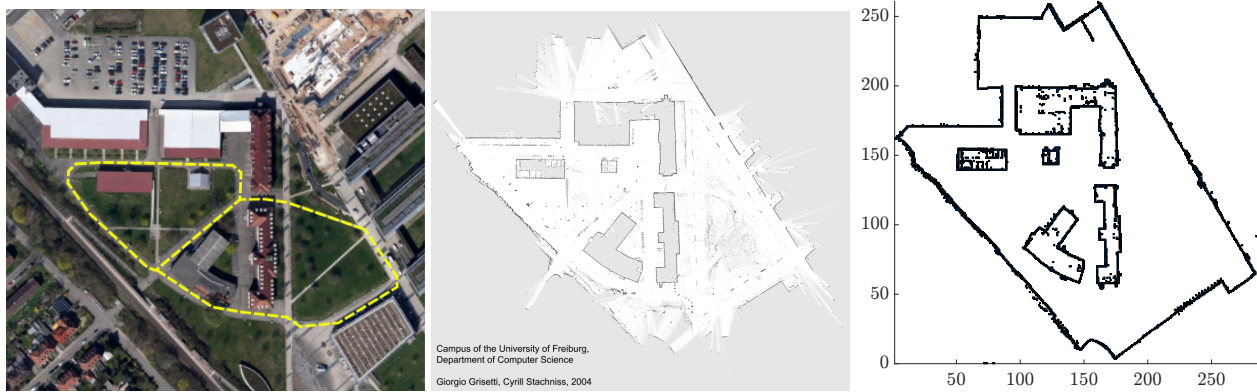 Campus of the University of Freiburg,
Department of Computer Science
Giorgio Grisetti, Cyrill Stachniss, 2004
250
200
150
100
50
0
50 100 150 200 250